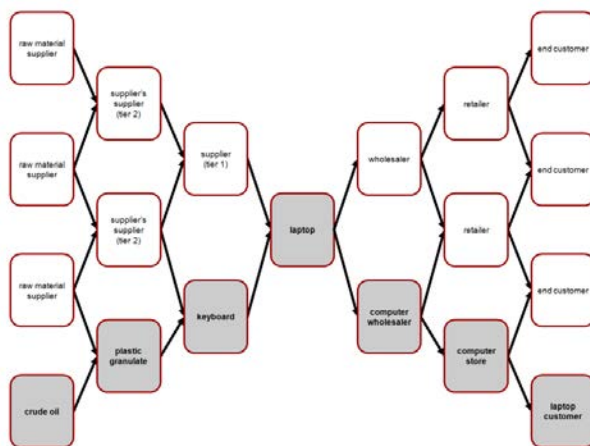 raw material
supplier
supplier's
supplier
(tier 2)
supplier
(tier 1)
wholesaler
retailer
end customer
raw material
supplier
supplier's
supplier
(tier 2)
laptop
retailer
end customer
raw material
supplier
keyboard
computer
wholesaler
end customer
plastic
granulate
computer
store
crude oil
laptop
customer